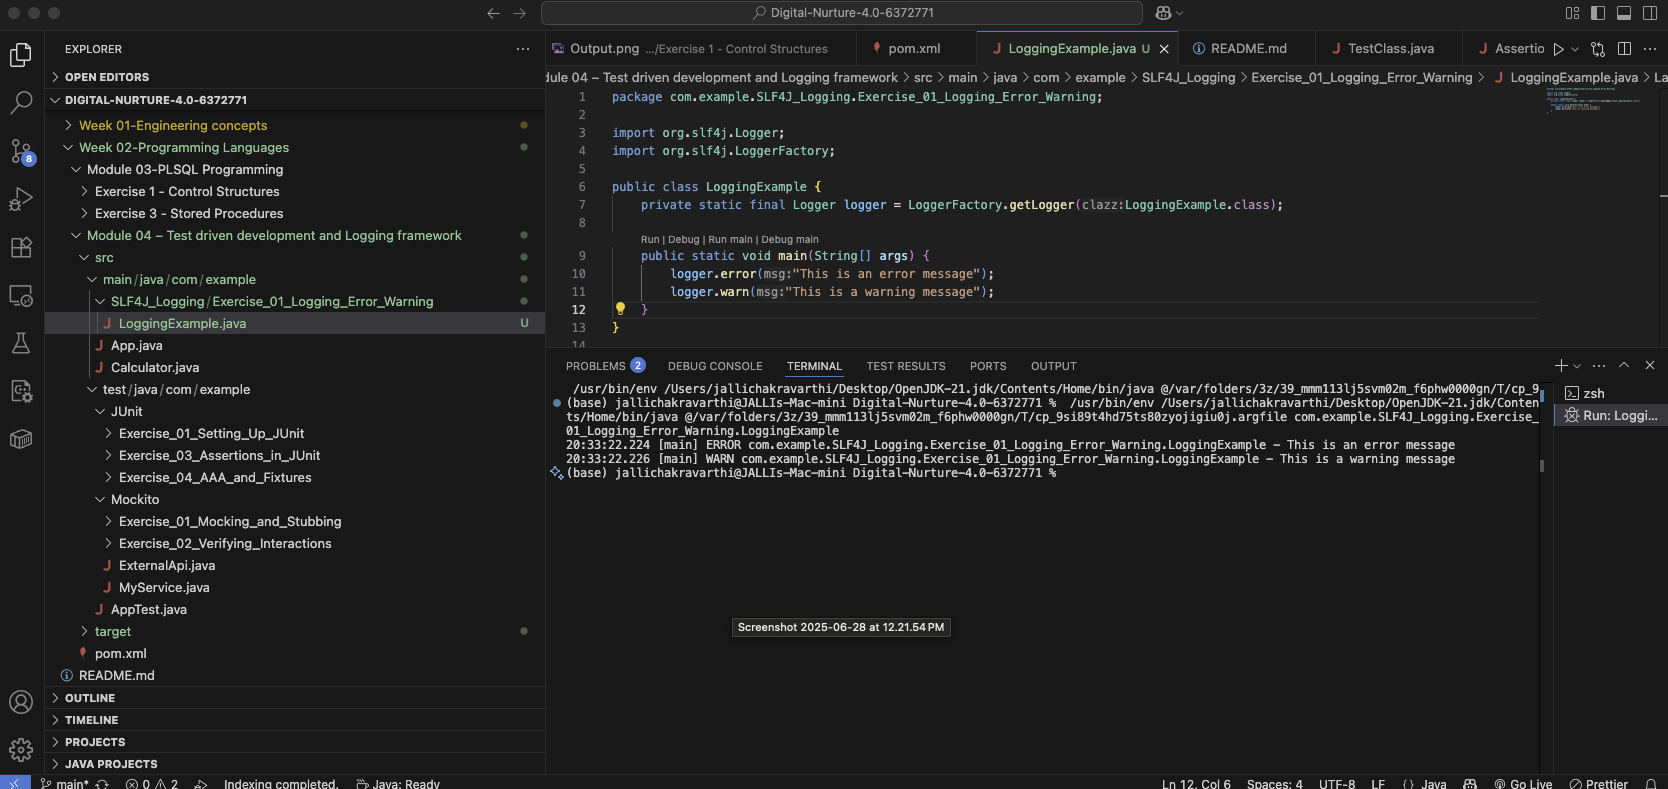 Digital-Nurture-4.0-6372771
EXPLORER
OPEN EDITORS
DIGITAL-NURTURE-4.0-6372771
Week 01-Engineering concepts
Week 02-Programming Languages
Module 03-PLSQL Programming
Exercise 1 - Control Structures
Exercise 3 - Stored Procedures
Module 04 – Test driven development and Logging framework
src
main/java/com/example
SLF4J_Logging/Exercise_01_Logging_Error_Warning
LoggingExample.java U
App.java
Calculator.java
test/java/com/example
JUnit
Exercise_01_Setting_Up_JUnit
Exercise_03_Assertions_in_JUnit
Exercise_04_AAA_and_Fixtures
Mockito
Exercise_01_Mocking_and_Stubbing
Exercise_02_Verifying_Interactions
ExternalApi.java
MyService.java
AppTest.java
target
pom.xml
README.md
OUTLINE
TIMELINE
PROJECTS
JAVA PROJECTS
8
Output.png .../Exercise 1 - Control Structures pom.xml LoggingExample.java U README.md TestClass.java Assertio
dule 04 – Test driven development and Logging framework > src > main > java > com > example > SLF4J_Logging > Exercise_01_Logging_Error_Warning > LoggingExample.java > La
1 package com.example.SLF4J_Logging.Exercise_01_Logging_Error_Warning;
2
3 import org.slf4j.Logger;
4 import org.slf4j.LoggerFactory;
5
6 public class LoggingExample {
7 private static final Logger logger = LoggerFactory.getLogger(clazz:LoggingExample.class);
8
Run | Debug | Run main | Debug main
9 public static void main(String[] args) {
10 logger.error(msg:"This is an error message");
11 logger.warn(msg:"This is a warning message");
12 }
13 }
14
PROBLEMS 2 DEBUG CONSOLE TERMINAL TEST RESULTS PORTS OUTPUT
/usr/bin/env /Users/jallichakravarthi/Desktop/OpenJDK-21.jdk/Contents/Home/bin/java @/var/folders/3z/39_mmm113lj5svm02m_f6phw0000gn/T/cp_9
(base) jallichakravarthi@JALLIs-Mac-mini Digital-Nurture-4.0-6372771 % /usr/bin/env /Users/jallichakravarthi/Desktop/OpenJDK-21.jdk/Conten
ts/Home/bin/java @/var/folders/3z/39_mmm113lj5svm02m_f6phw0000gn/T/cp_9si89t4hd75ts80zyojigiu0j.argfile com.example.SLF4J_Logging.Exercise_
01_Logging_Error_Warning.LoggingExample
20:33:22.224 [main] ERROR com.example.SLF4J_Logging.Exercise_01_Logging_Error_Warning.LoggingExample - This is an error message
20:33:22.226 [main] WARN com.example.SLF4J_Logging.Exercise_01_Logging_Error_Warning.LoggingExample - This is a warning message
(base) jallichakravarthi@JALLIs-Mac-mini Digital-Nurture-4.0-6372771 %
zsh
Run: Loggi...
Screenshot 2025-06-28 at 12.21.54 PM
main* 0 2 Indexing completed. Java: Ready Ln 12, Col 6 Spaces: 4 UTF-8 LF {} Java Go Live Prettier